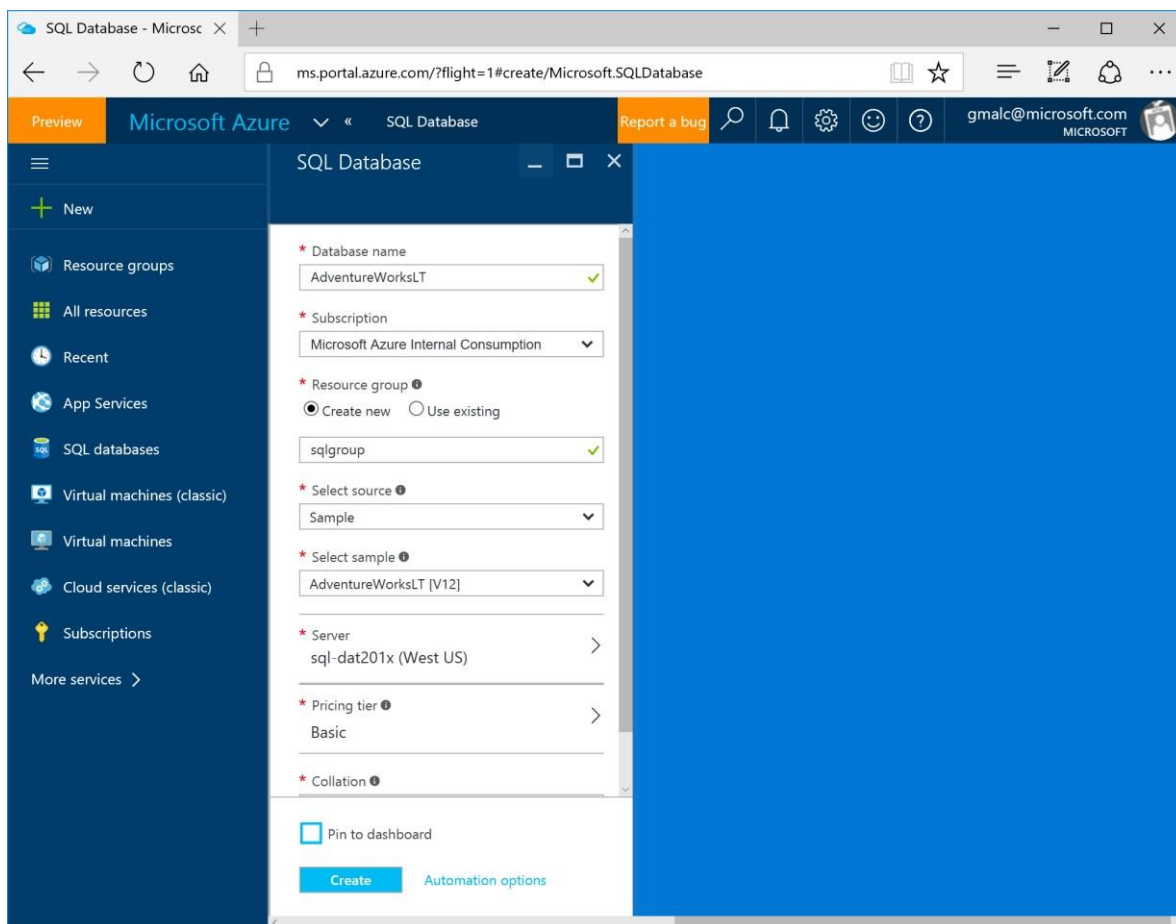 SQL Database - Microsc
ms.portal.azure.com/?flight=1#create/Microsoft.SQLDatabase
Preview Microsoft Azure « SQL Database Report a bug gmalc@microsoft.com
MICROSOFT
SQL Database
New
Resource groups
All resources
Recent
App Services
SQL databases
Virtual machines (classic)
Virtual machines
Cloud services (classic)
Subscriptions
More services >
* Database name
AdventureWorksLT
* Subscription
Microsoft Azure Internal Consumption
* Resource group
Create new Use existing
sqlgroup
* Select source
Sample
* Select sample
AdventureWorksLT [V12]
* Server
sql-dat201x (West US)
* Pricing tier
Basic
* Collation
Pin to dashboard
Create Automation options